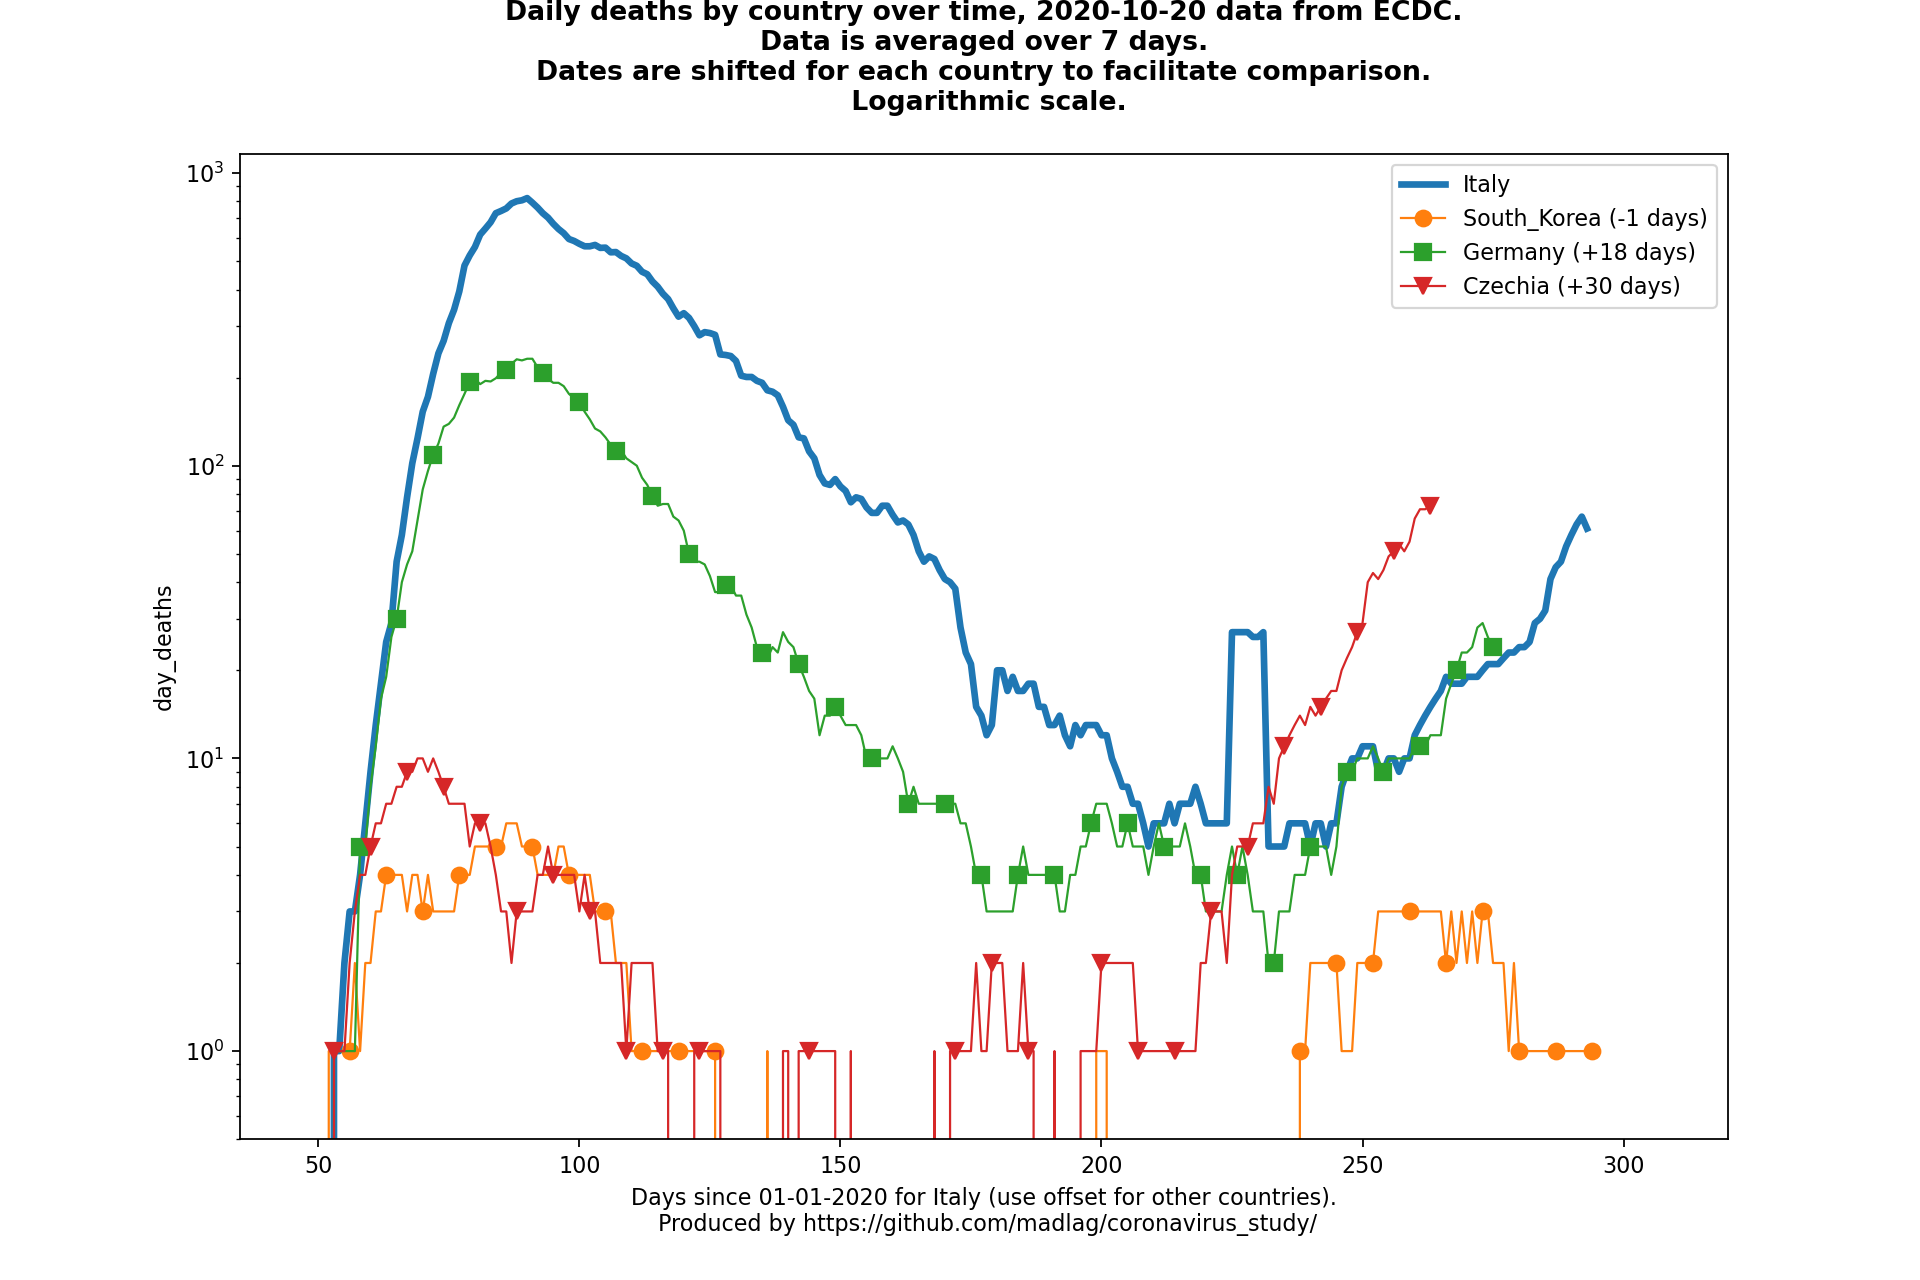 Daily deaths by country over time, 2020-10-20 data from ECDC.
Data is averaged over 7 days.
Dates are shifted for each country to facilitate comparison.
Logarithmic scale.
10³
10²
10¹
10⁰
day_deaths
Italy
South_Korea (-1 days)
Germany (+18 days)
Czechia (+30 days)
50 100 150 200 250 300
Days since 01-01-2020 for Italy (use offset for other countries).
Produced by https://github.com/madlag/coronavirus_study/